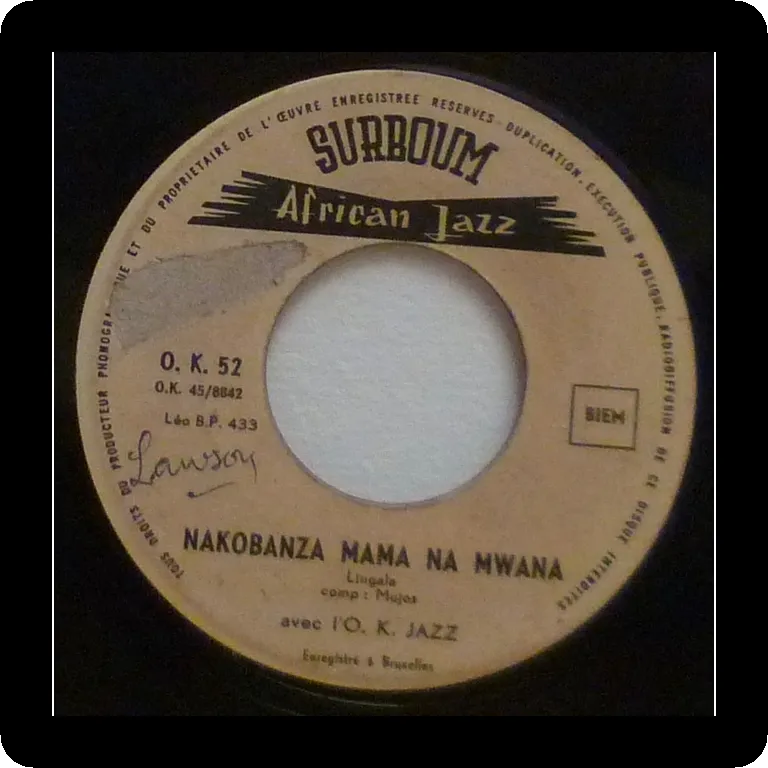 TOUS DROITS DU PRODUCTEUR PHONOGRA UE ET DU PROPRIETAIRE DE L'ŒUVRE ENREGISTREE RESERVES - DUPLICATION, EXECUTION PUBLIQUE, RADIODIFFUSION DE CE DISQUE INTERDITES
SURBOUM
African Jazz
O. K. 52
O.K. 45/8842
Léo B.P. 433
BIEM
Lawson
NAKOBANZA MAMA NA MWANA
Lingala
comp : Mujos
avec l'O. K. JAZZ
Enregistré à Bruxelles